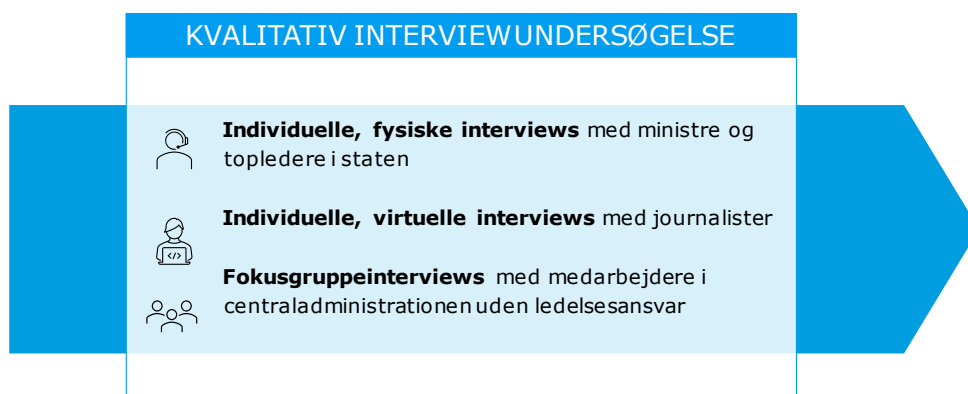 KVALITATIV INTERVIEWUNDERSØGELSE
Individuelle, fysiske interviews med ministre og
topledere i staten
Individuelle, virtuelle interviews med journalister
Fokusgruppeinterviews med medarbejdere i
centraladministrationen uden ledelsesansvar